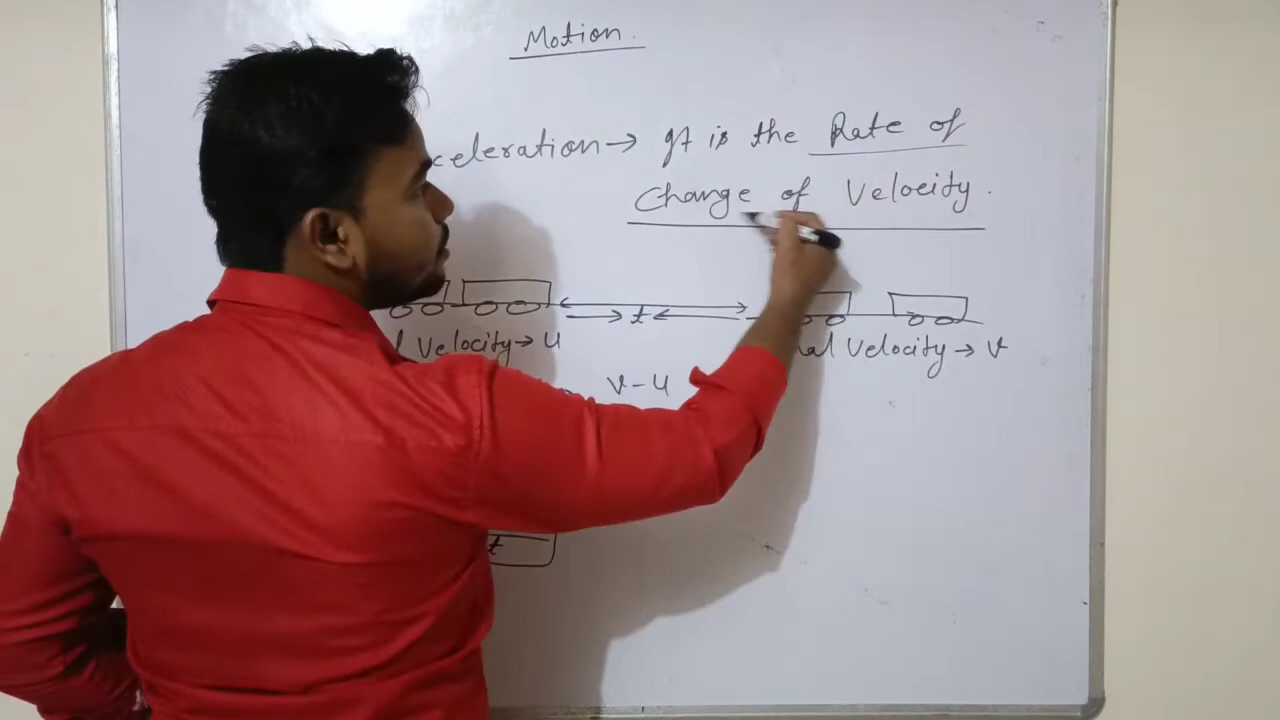 Motion.
celeration → It is the Rate of
Change of Velocity.
t
l Velocity → u
al Velocity → v
v - u
t